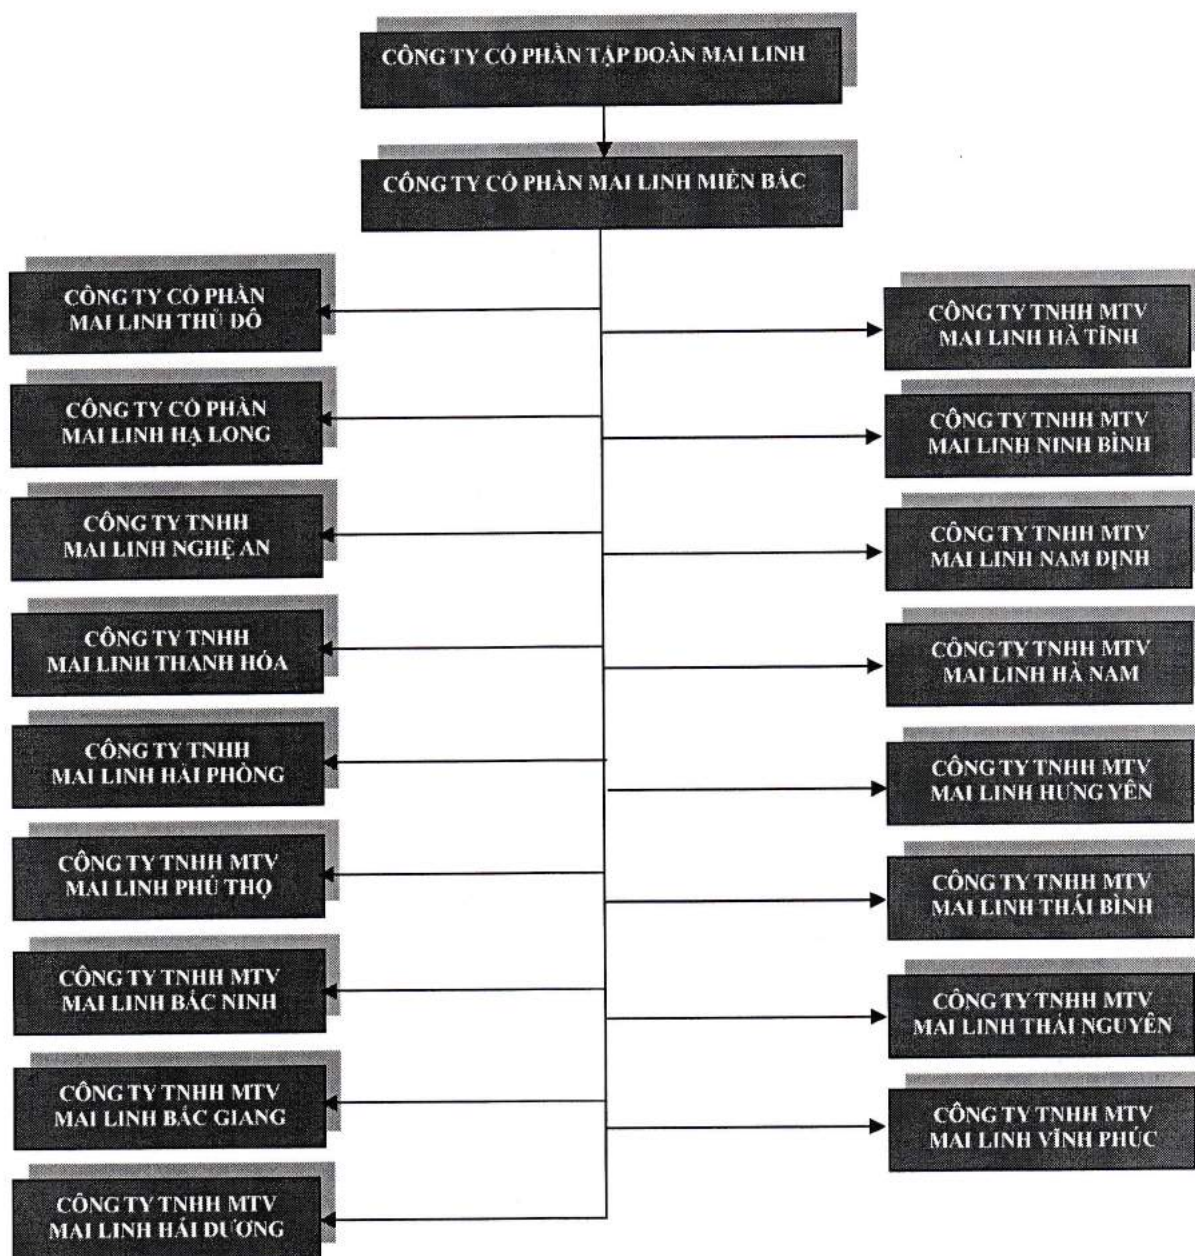 CÔNG TY CỔ PHẦN TẬP ĐOÀN MAI LINH
CÔNG TY CỔ PHẦN MAI LINH MIỀN BẮC
CÔNG TY CỔ PHẦN
MAI LINH THỦ ĐÔ
CÔNG TY CỔ PHẦN
MAI LINH HẠ LONG
CÔNG TY TNHH
MAI LINH NGHỆ AN
CÔNG TY TNHH
MAI LINH THANH HÓA
CÔNG TY TNHH
MAI LINH HẢI PHÒNG
CÔNG TY TNHH MTV
MAI LINH PHÚ THỌ
CÔNG TY TNHH MTV
MAI LINH BẮC NINH
CÔNG TY TNHH MTV
MAI LINH BẮC GIANG
CÔNG TY TNHH MTV
MAI LINH HẢI DƯƠNG
CÔNG TY TNHH MTV
MAI LINH HÀ TĨNH
CÔNG TY TNHH MTV
MAI LINH NINH BÌNH
CÔNG TY TNHH MTV
MAI LINH NAM ĐỊNH
CÔNG TY TNHH MTV
MAI LINH HÀ NAM
CÔNG TY TNHH MTV
MAI LINH HƯNG YÊN
CÔNG TY TNHH MTV
MAI LINH THÁI BÌNH
CÔNG TY TNHH MTV
MAI LINH THÁI NGUYÊN
CÔNG TY TNHH MTV
MAI LINH VĨNH PHÚC